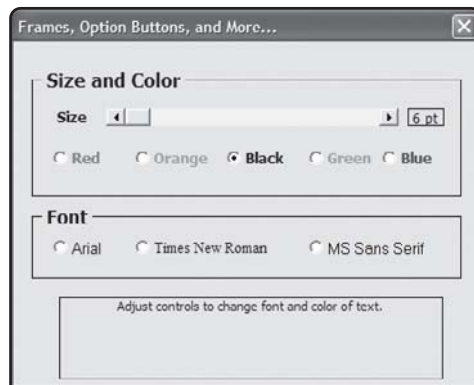 Frames, Option Buttons, and More...
Size and Color
Size 6 pt
Red Orange Black Green Blue
Font
Arial Times New Roman MS Sans Serif
Adjust controls to change font and color of text.